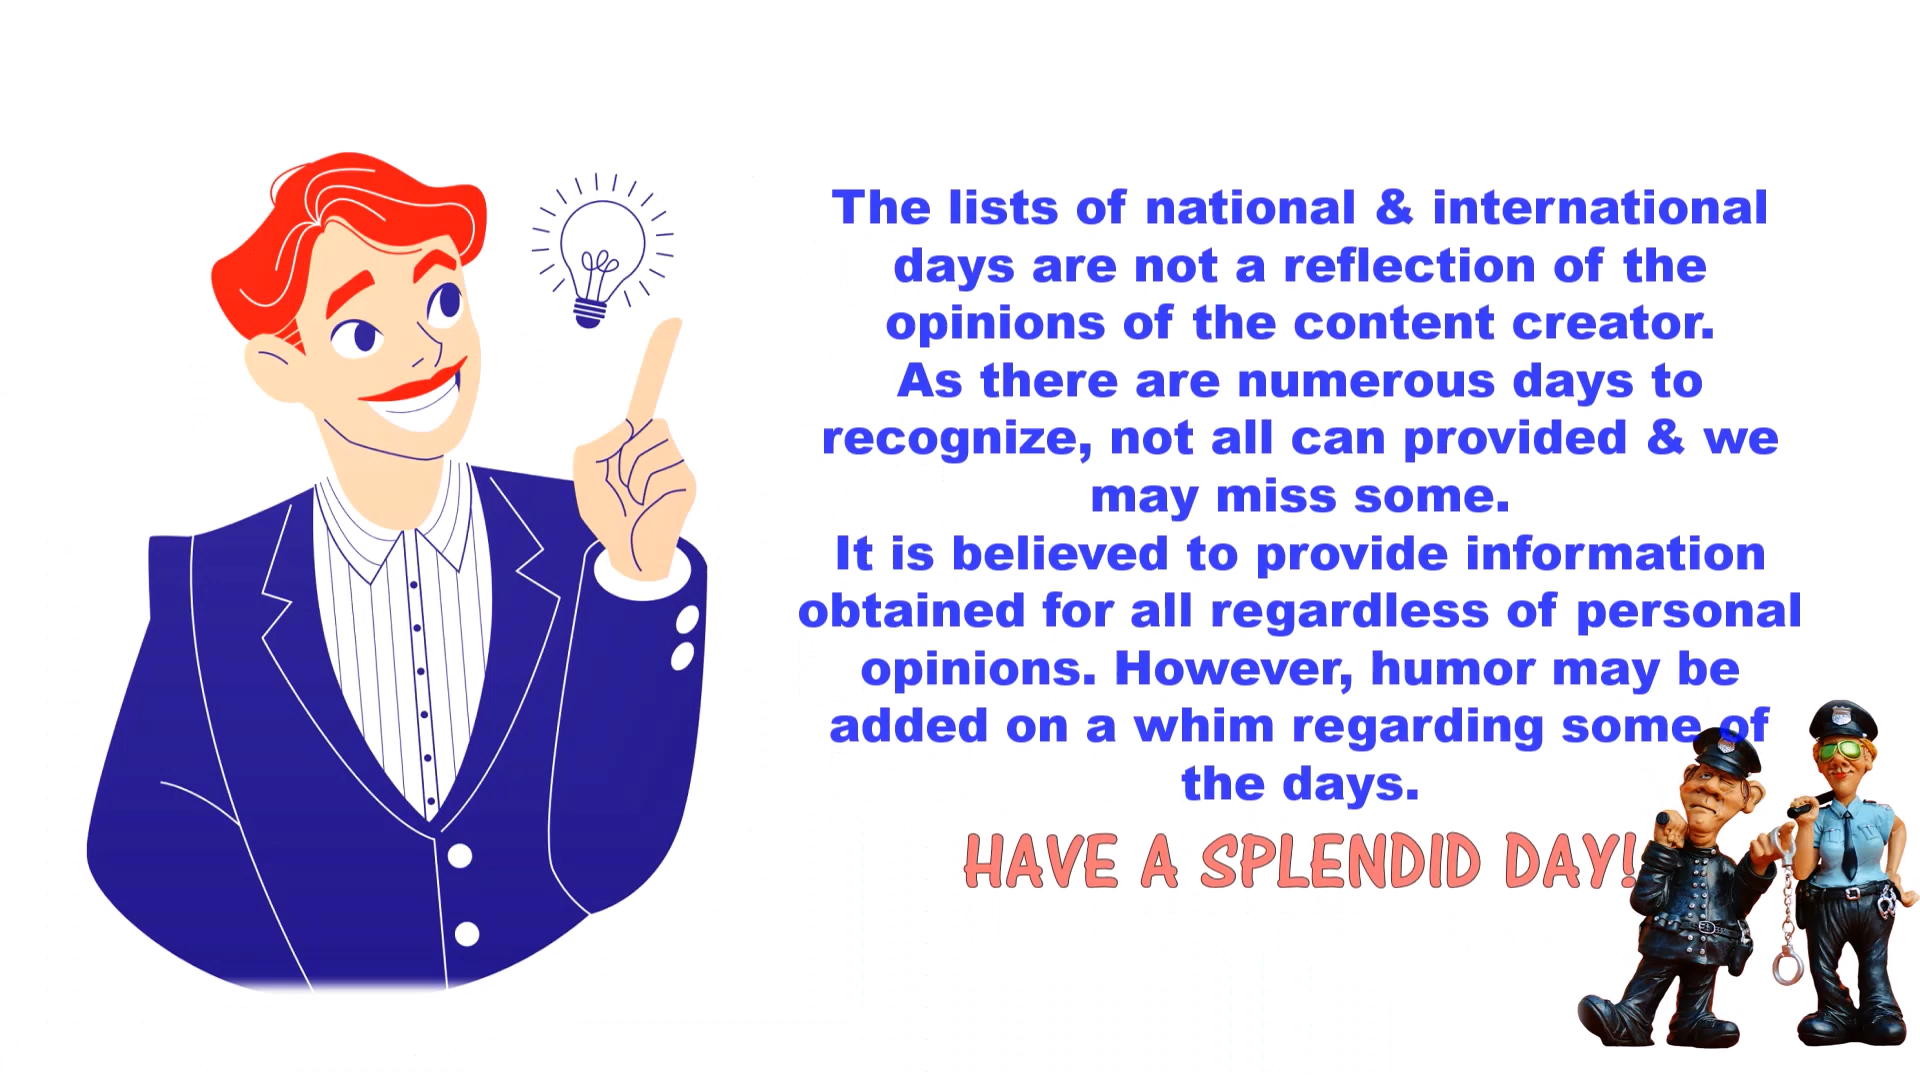 The lists of national & international
days are not a reflection of the
opinions of the content creator.
As there are numerous days to
recognize, not all can provided & we
may miss some.
It is believed to provide information
obtained for all regardless of personal
opinions. However, humor may be
added on a whim regarding some of
the days.
HAVE A SPLENDID DAY!